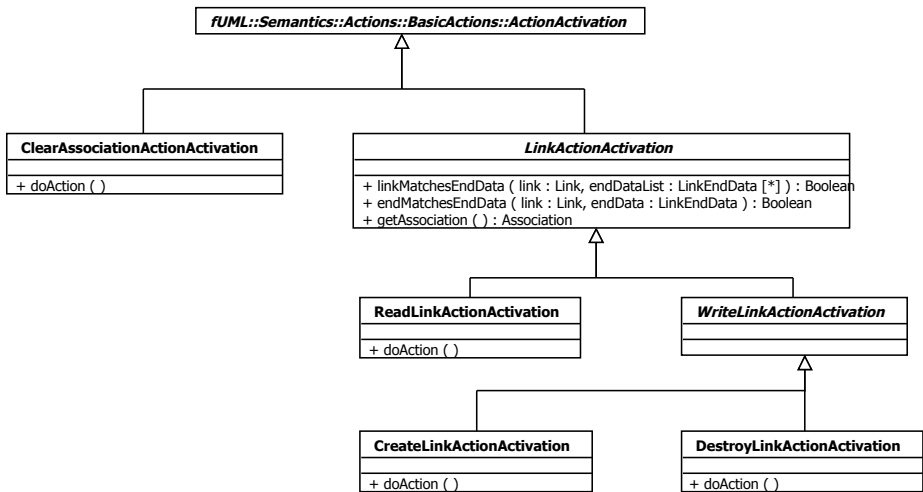 fUML::Semantics::Actions::BasicActions::ActionActivation
ClearAssociationActionActivation
+ doAction ( )
LinkActionActivation
+ linkMatchesEndData ( link : Link, endDataList : LinkEndData [*] ) : Boolean
+ endMatchesEndData ( link : Link, endData : LinkEndData ) : Boolean
+ getAssociation ( ) : Association
ReadLinkActionActivation
+ doAction ( )
WriteLinkActionActivation
CreateLinkActionActivation
+ doAction ( )
DestroyLinkActionActivation
+ doAction ( )